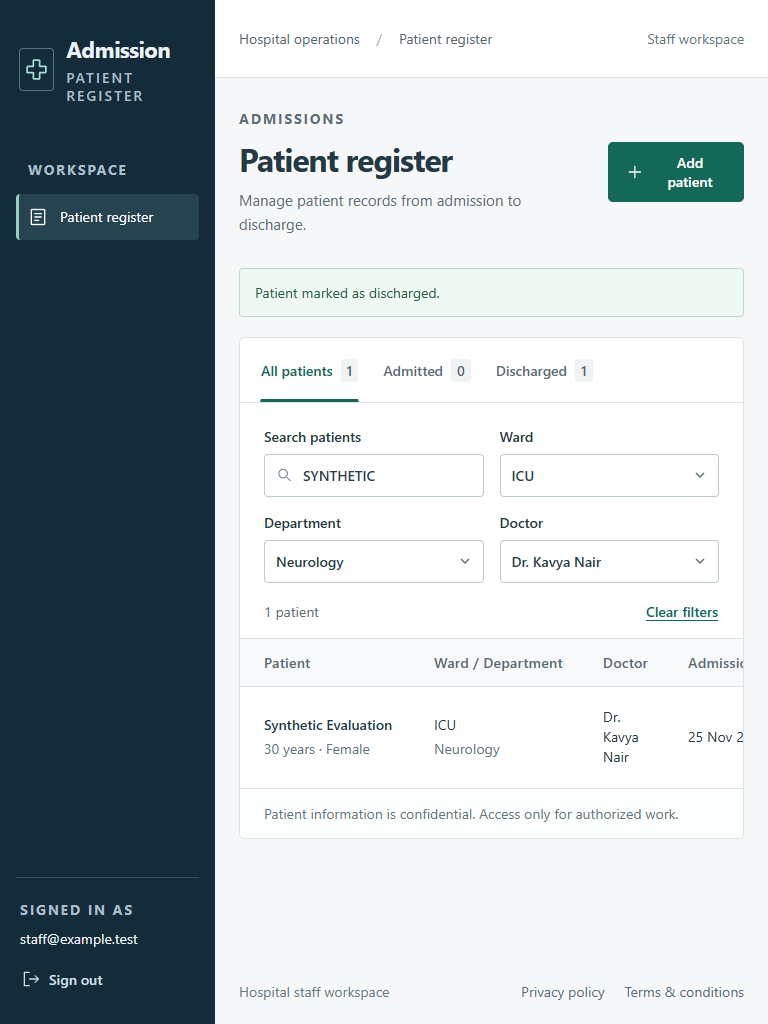 Admission
PATIENT
REGISTER
WORKSPACE
Patient register
SIGNED IN AS
staff@example.test
Sign out
Hospital operations / Patient register
Staff workspace
ADMISSIONS
Patient register
Manage patient records from admission to
discharge.
Add
patient
Patient marked as discharged.
All patients 1 Admitted 0 Discharged 1
Search patients
SYNTHETIC
Ward
ICU
Department
Neurology
Doctor
Dr. Kavya Nair
1 patient
Clear filters
Patient Ward / Department Doctor
Synthetic Evaluation
30 years · Female
ICU
Neurology
Dr.
Kavya
Nair
25 Nov
Patient information is confidential. Access only for authorized work.
Hospital staff workspace
Privacy policy Terms & conditions